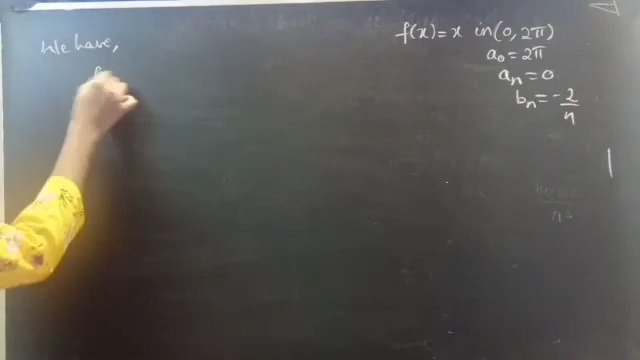 We have,
f(x) = x in (0, 2π)
a₀ = 2π
aₙ = 0
bₙ = -2/n